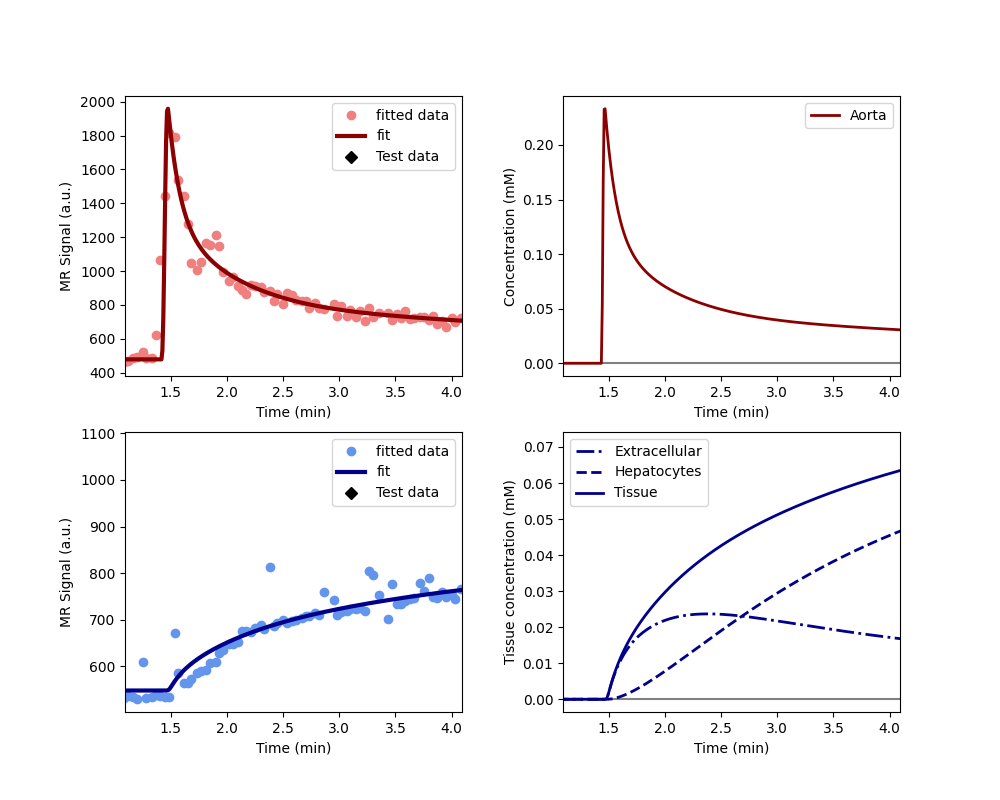 2000
1800
1600
1400
1200
1000
800
600
400
MR Signal (a.u.)
fitted data
fit
Test data
1.5 2.0 2.5 3.0 3.5 4.0
Time (min)
0.20
0.15
0.10
0.05
0.00
Concentration (mM)
Aorta
1.5 2.0 2.5 3.0 3.5 4.0
Time (min)
1100
1000
900
800
700
600
MR Signal (a.u.)
fitted data
fit
Test data
1.5 2.0 2.5 3.0 3.5 4.0
Time (min)
0.07
0.06
0.05
0.04
0.03
0.02
0.01
0.00
Tissue concentration (mM)
Extracellular
Hepatocytes
Tissue
1.5 2.0 2.5 3.0 3.5 4.0
Time (min)